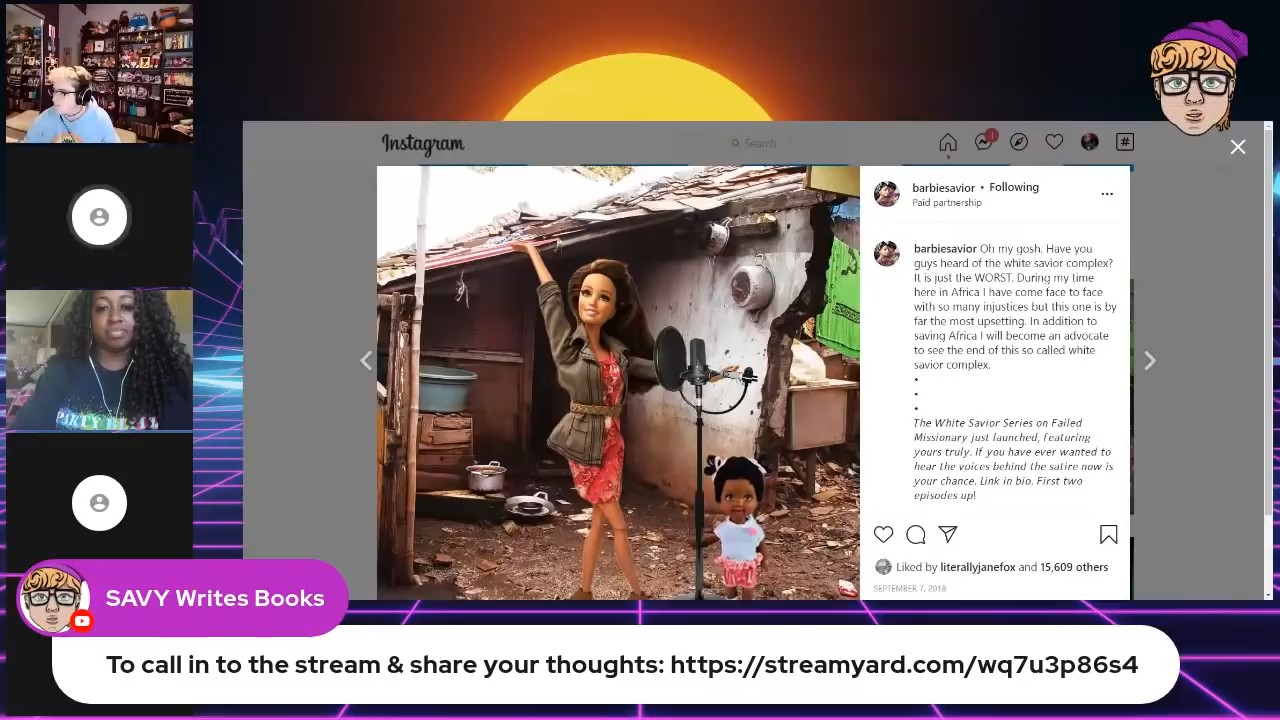 Instagram
Search
1
#
barbiesavior • Following
Paid partnership
...
barbiesavior Oh my gosh. Have you
guys heard of the white savior complex?
It is just the WORST. During my time
here in Africa I have come face to face
with so many injustices but this one is by
far the most upsetting. In addition to
saving Africa I will become an advocate
to see the end of this so called white
savior complex.
•
•
•
The White Savior Series on Failed
Missionary just launched, featuring
yours truly. If you have ever wanted to
hear the voices behind the satire now is
your chance. Link in bio. First two
episodes up!
Liked by literallyjanefox and 15,609 others
SEPTEMBER 7, 2018
SAVY Writes Books
To call in to the stream & share your thoughts: https://streamyard.com/wq7u3p86s4